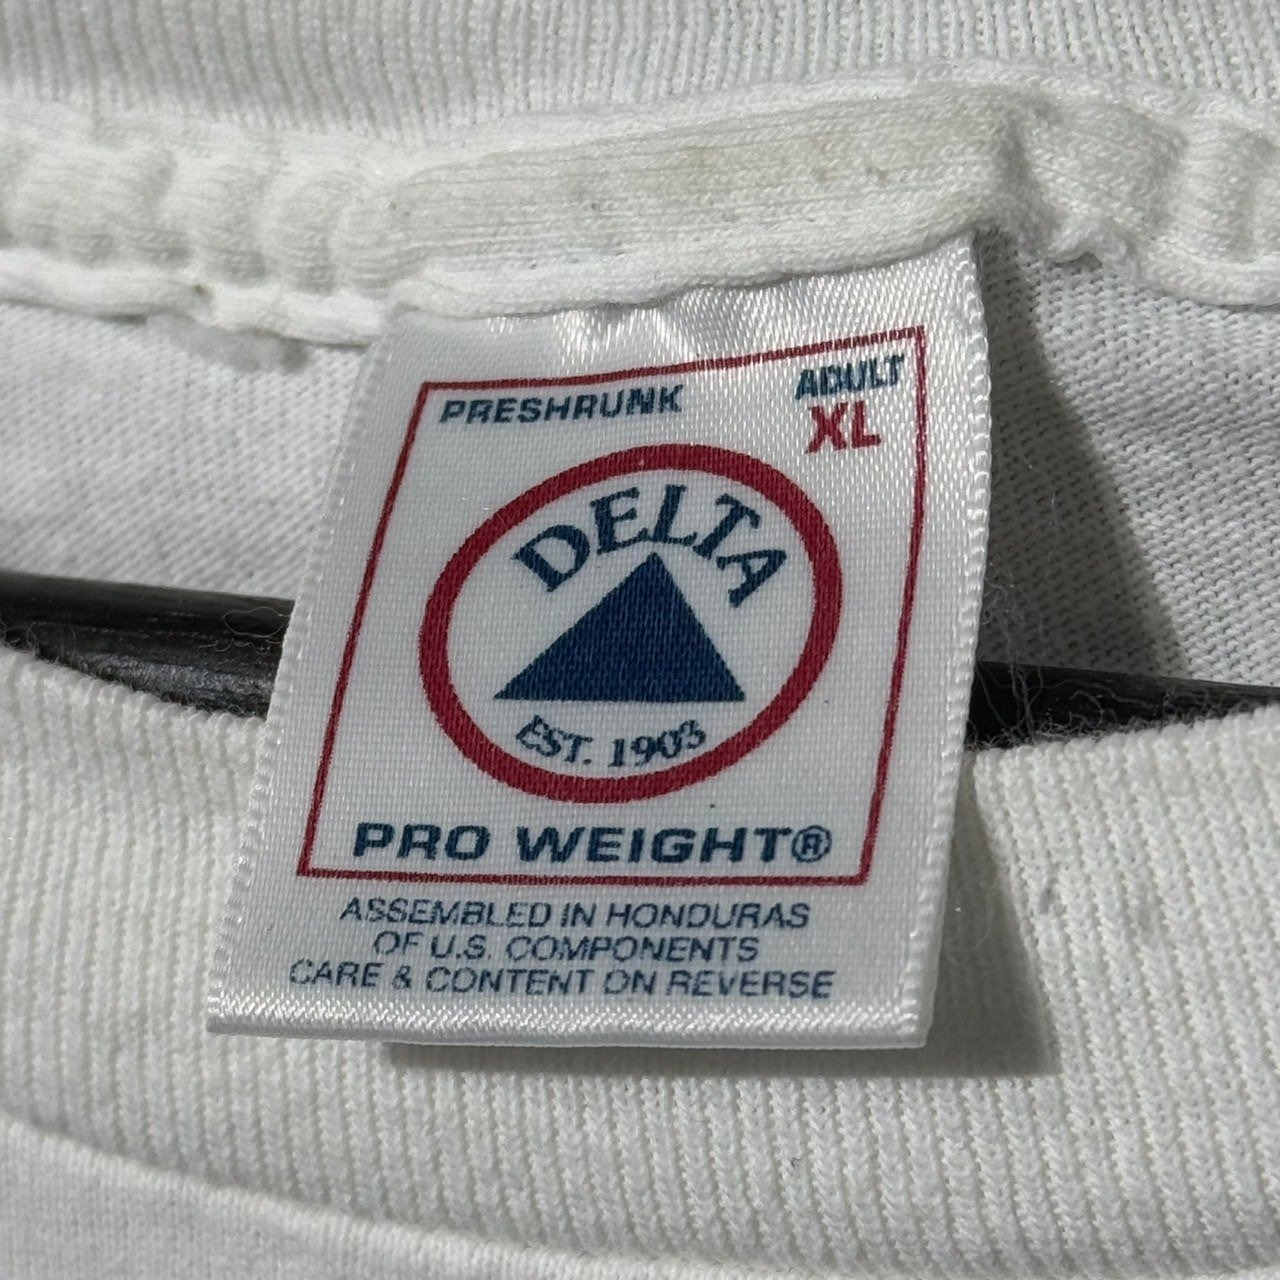 PRESHRUNK
ADULT
XL
DELTA
EST. 1903
PRO WEIGHT®
ASSEMBLED IN HONDURAS
OF U.S. COMPONENTS
CARE & CONTENT ON REVERSE